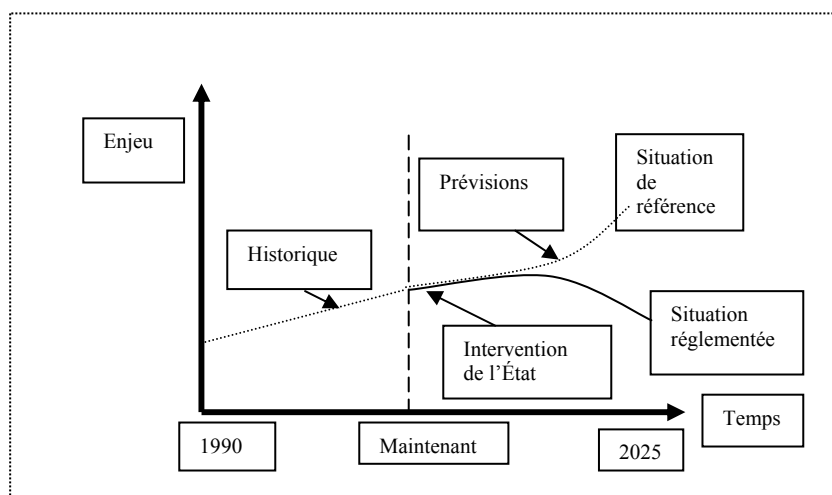 Enjeu
Situation
de
référence
Prévisions
Historique
Situation
réglementée
Intervention
de l’État
Temps
1990
Maintenant
2025